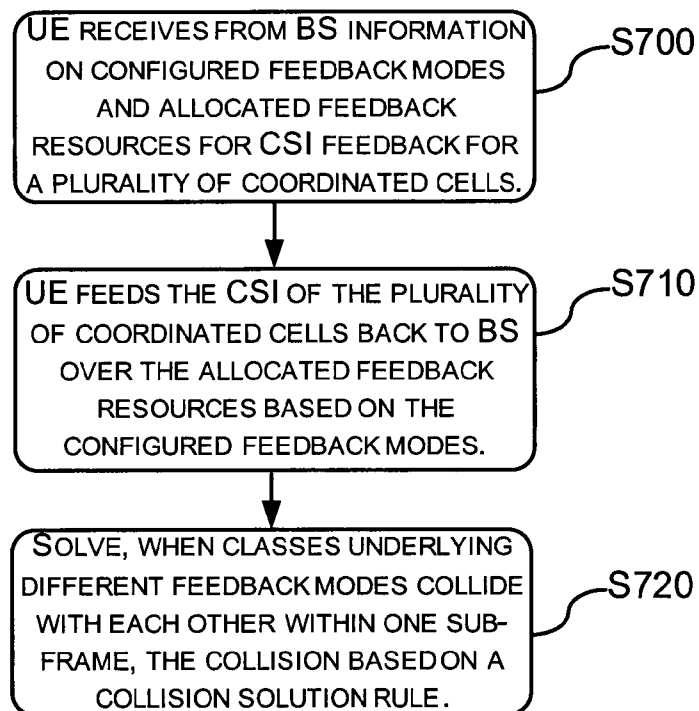 UE RECEIVES FROM BS INFORMATION
ON CONFIGURED FEEDBACK MODES
AND ALLOCATED FEEDBACK
RESOURCES FOR CSI FEEDBACK FOR
A PLURALITY OF COORDINATED CELLS.
S700
UE FEEDS THE CSI OF THE PLURALITY
OF COORDINATED CELLS BACK TO BS
OVER THE ALLOCATED FEEDBACK
RESOURCES BASED ON THE
CONFIGURED FEEDBACK MODES.
S710
SOLVE, WHEN CLASSES UNDERLYING
DIFFERENT FEEDBACK MODES COLLIDE
WITH EACH OTHER WITHIN ONE SUB-
FRAME, THE COLLISION BASED ON A
COLLISION SOLUTION RULE.
S720